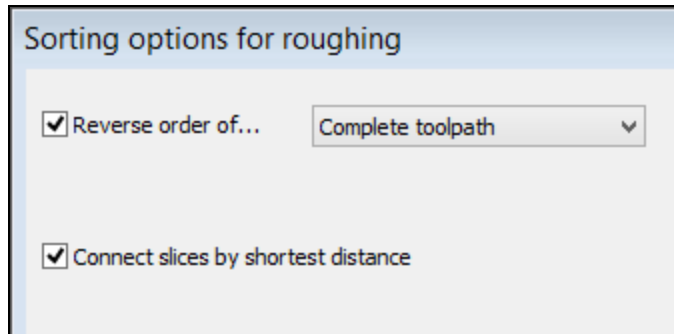 Sorting options for roughing
Reverse order of... Complete toolpath
Connect slices by shortest distance